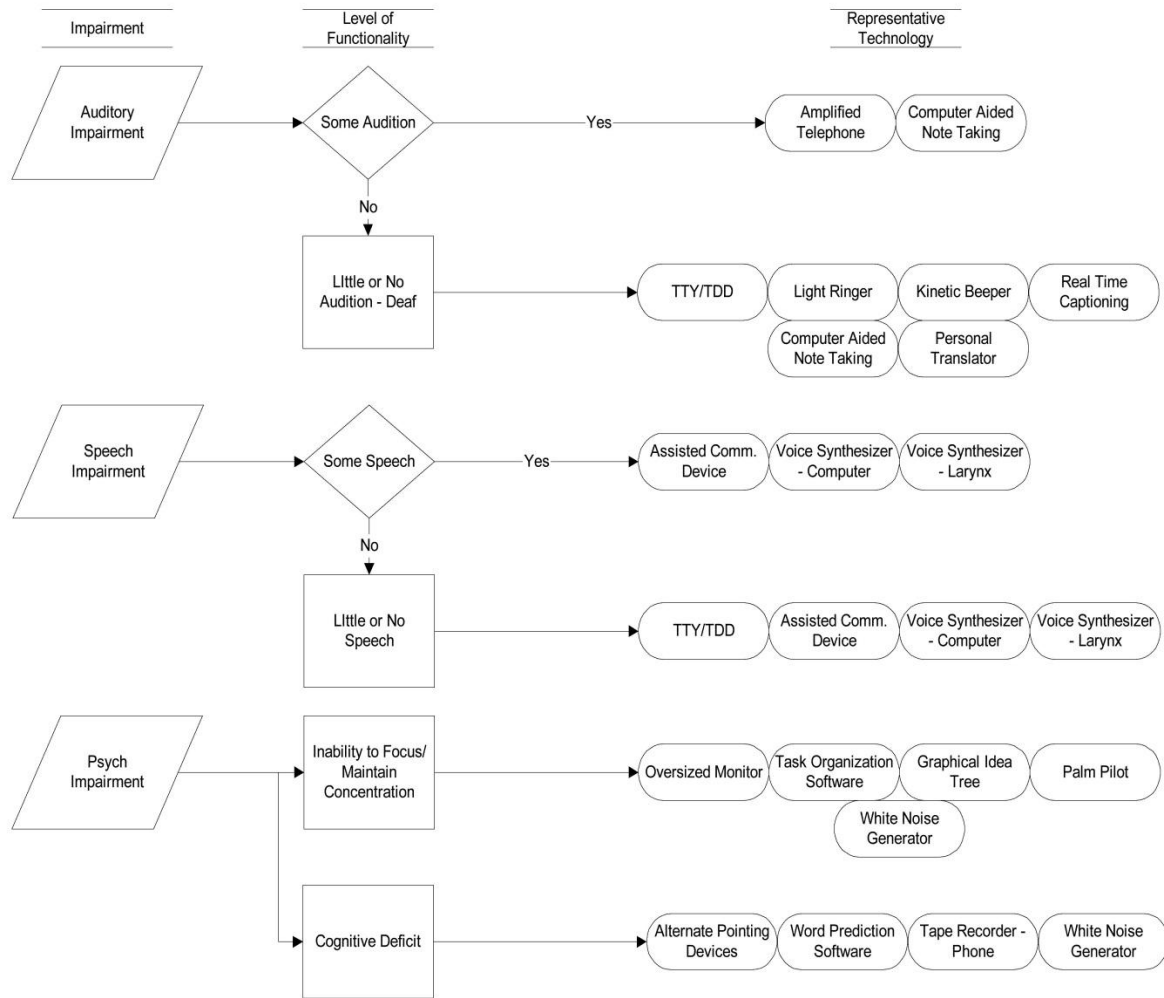 Impairment
Level of
Functionality
Representative
Technology
Auditory
Impairment
Some Audition
Yes
Amplified
Telephone
Computer Aided
Note Taking
No
LIttle or No
Audition - Deaf
TTY/TDD
Light Ringer
Kinetic Beeper
Real Time
Captioning
Computer Aided
Note Taking
Personal
Translator
Speech
Impairment
Some Speech
Yes
Assisted Comm.
Device
Voice Synthesizer
- Computer
Voice Synthesizer
- Larynx
No
LIttle or No
Speech
TTY/TDD
Assisted Comm.
Device
Voice Synthesizer
- Computer
Voice Synthesizer
- Larynx
Psych
Impairment
Inability to Focus/
Maintain
Concentration
Oversized Monitor
Task Organization
Software
Graphical Idea
Tree
Palm Pilot
White Noise
Generator
Cognitive Deficit
Alternate Pointing
Devices
Word Prediction
Software
Tape Recorder -
Phone
White Noise
Generator